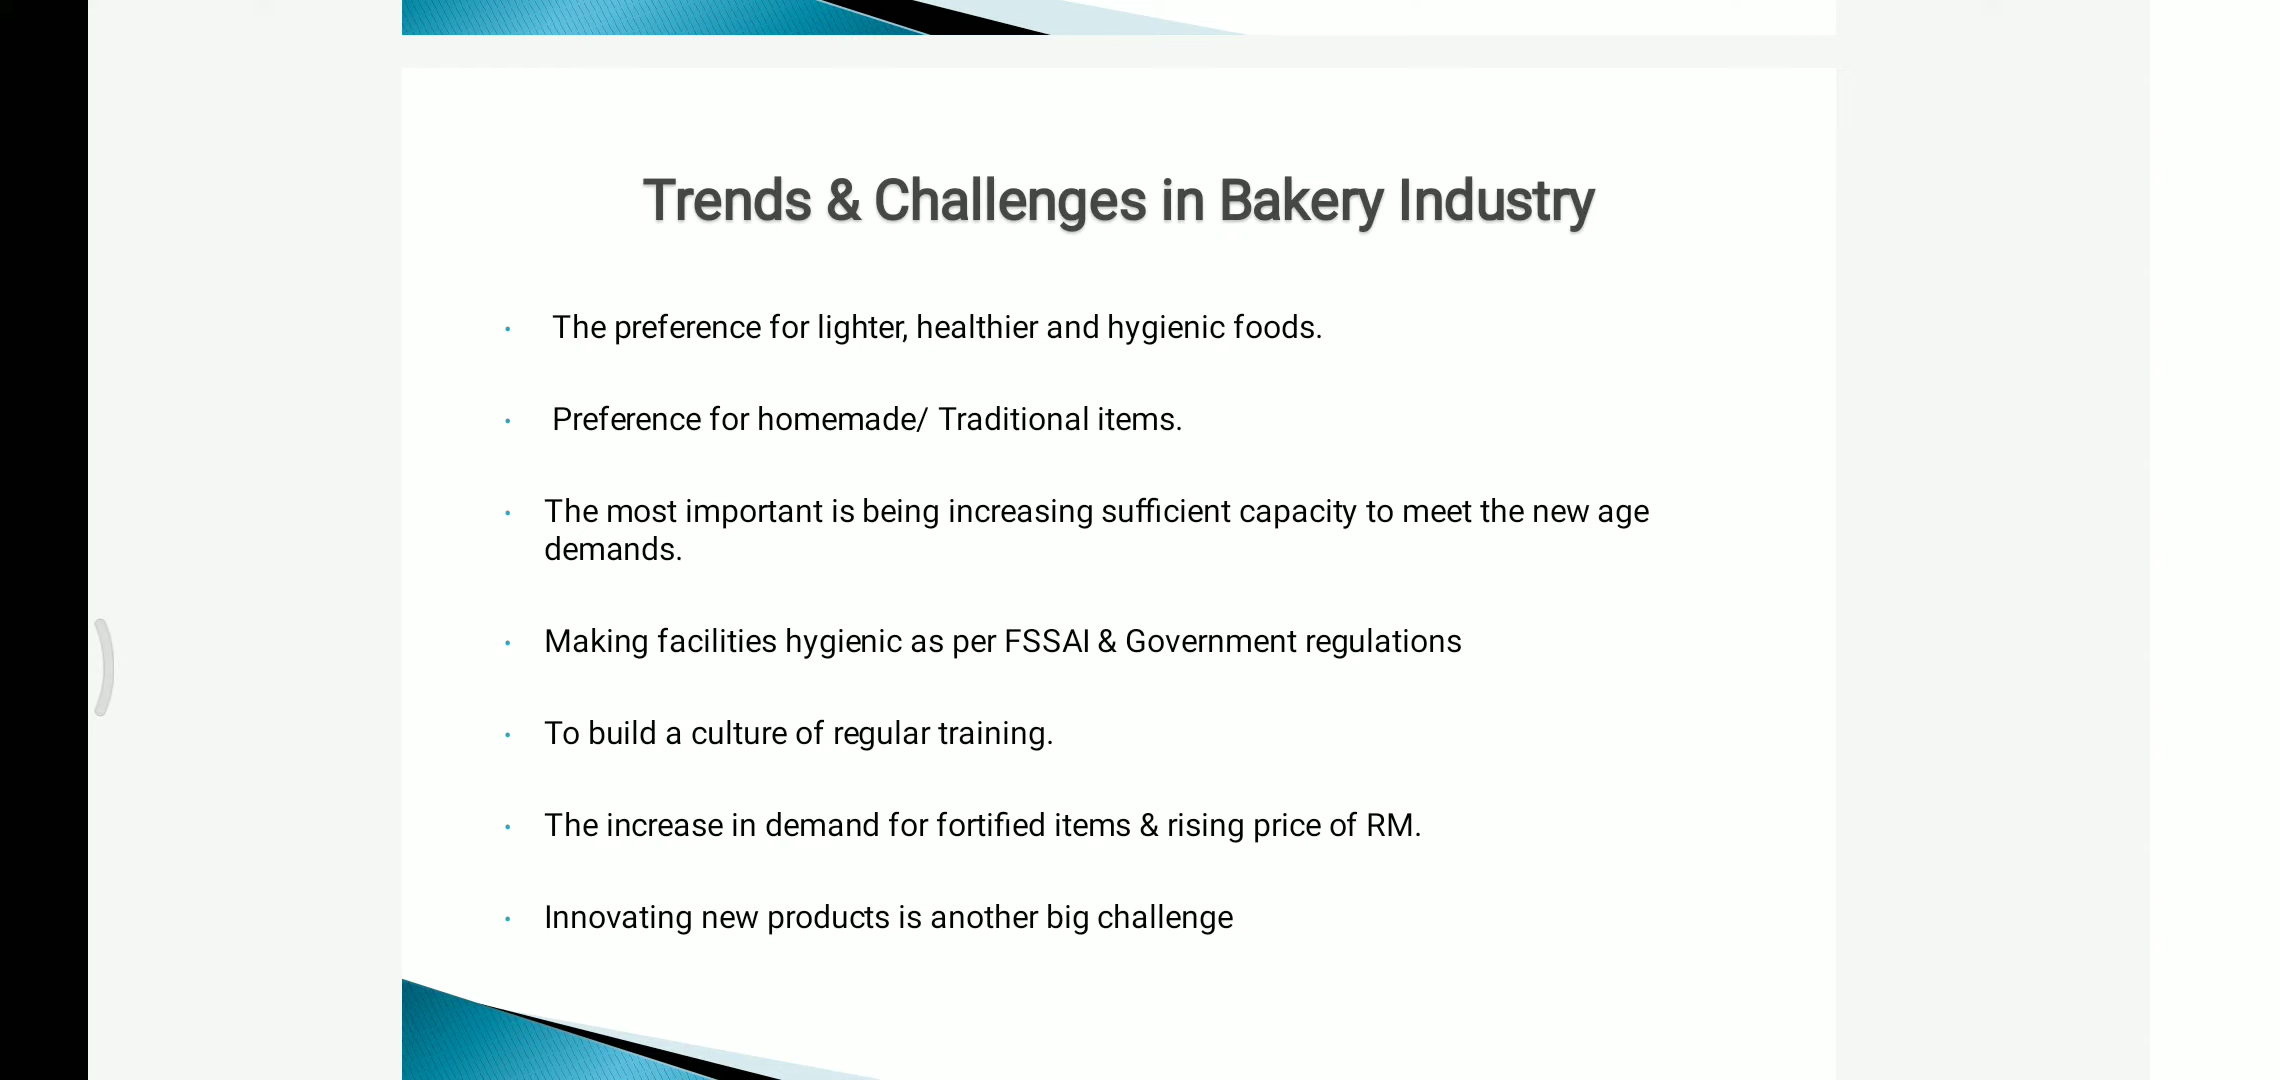 Trends & Challenges in Bakery Industry
· The preference for lighter, healthier and hygienic foods.
· Preference for homemade/ Traditional items.
· The most important is being increasing sufficient capacity to meet the new age
demands.
· Making facilities hygienic as per FSSAI & Government regulations
· To build a culture of regular training.
· The increase in demand for fortified items & rising price of RM.
· Innovating new products is another big challenge